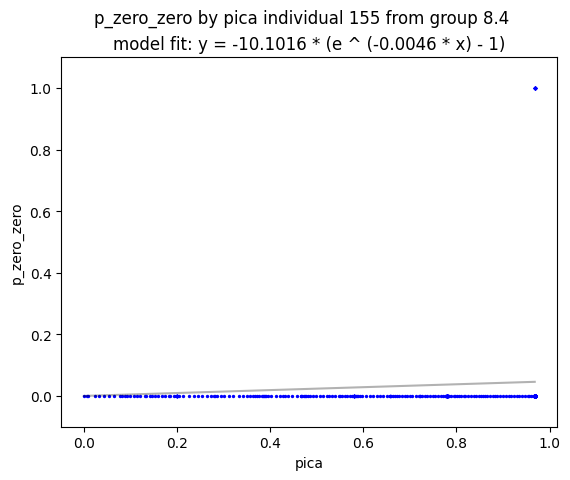 p_zero_zero by pica individual 155 from group 8.4
model fit: y = -10.1016 * (e ^ (-0.0046 * x) - 1)
1.0
0.8
0.6
0.4
0.2
0.0
p_zero_zero
0.0 0.2 0.4 0.6 0.8 1.0
pica